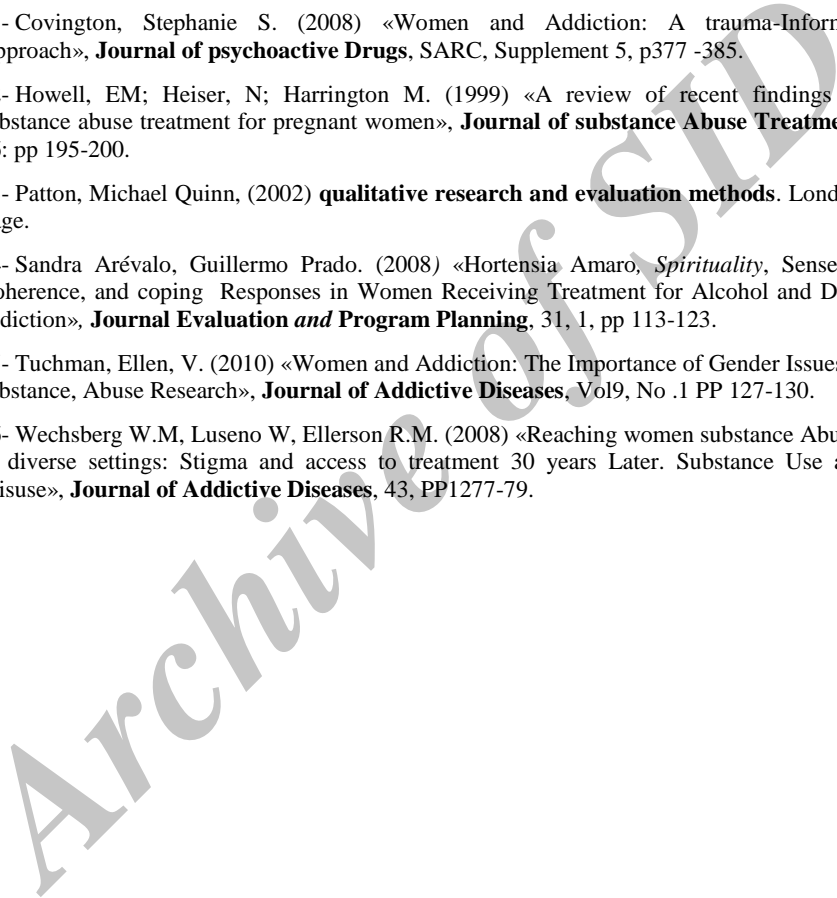 - Covington, Stephanie S. (2008) «Women and Addiction: A trauma-Inform
pproach», Journal of psychoactive Drugs, SARC, Supplement 5, p377 -385.
- Howell, EM; Heiser, N; Harrington M. (1999) «A review of recent findings
bstance abuse treatment for pregnant women», Journal of substance Abuse Treatme
: pp 195-200.
- Patton, Michael Quinn, (2002) qualitative research and evaluation methods. Lond
ge.
- Sandra Arévalo, Guillermo Prado. (2008) «Hortensia Amaro, Spirituality, Sense
oherence, and coping Responses in Women Receiving Treatment for Alcohol and D
diction», Journal Evaluation and Program Planning, 31, 1, pp 113-123.
- Tuchman, Ellen, V. (2010) «Women and Addiction: The Importance of Gender Issues
bstance, Abuse Research», Journal of Addictive Diseases, Vol9, No .1 PP 127-130.
- Wechsberg W.M, Luseno W, Ellerson R.M. (2008) «Reaching women substance Abu
diverse settings: Stigma and access to treatment 30 years Later. Substance Use a
isuse», Journal of Addictive Diseases, 43, PP1277-79.
Archive of SID